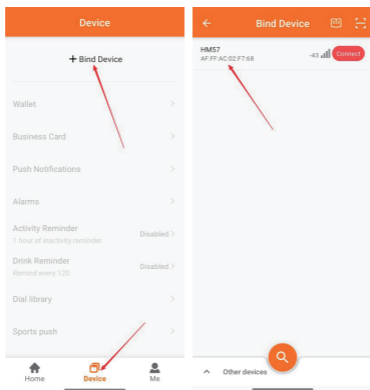 Device
+ Bind Device
Wallet
Business Card
Push Notifications
Alarms
Activity Reminder
1 hour of inactivity reminder
Disabled
Drink Reminder
Remind every 120
Disabled
Dial library
Sports push
Home
Device
Me
Bind Device
HM57
AF:FF:AC:02:F7:68
-43
Connect
Other devices